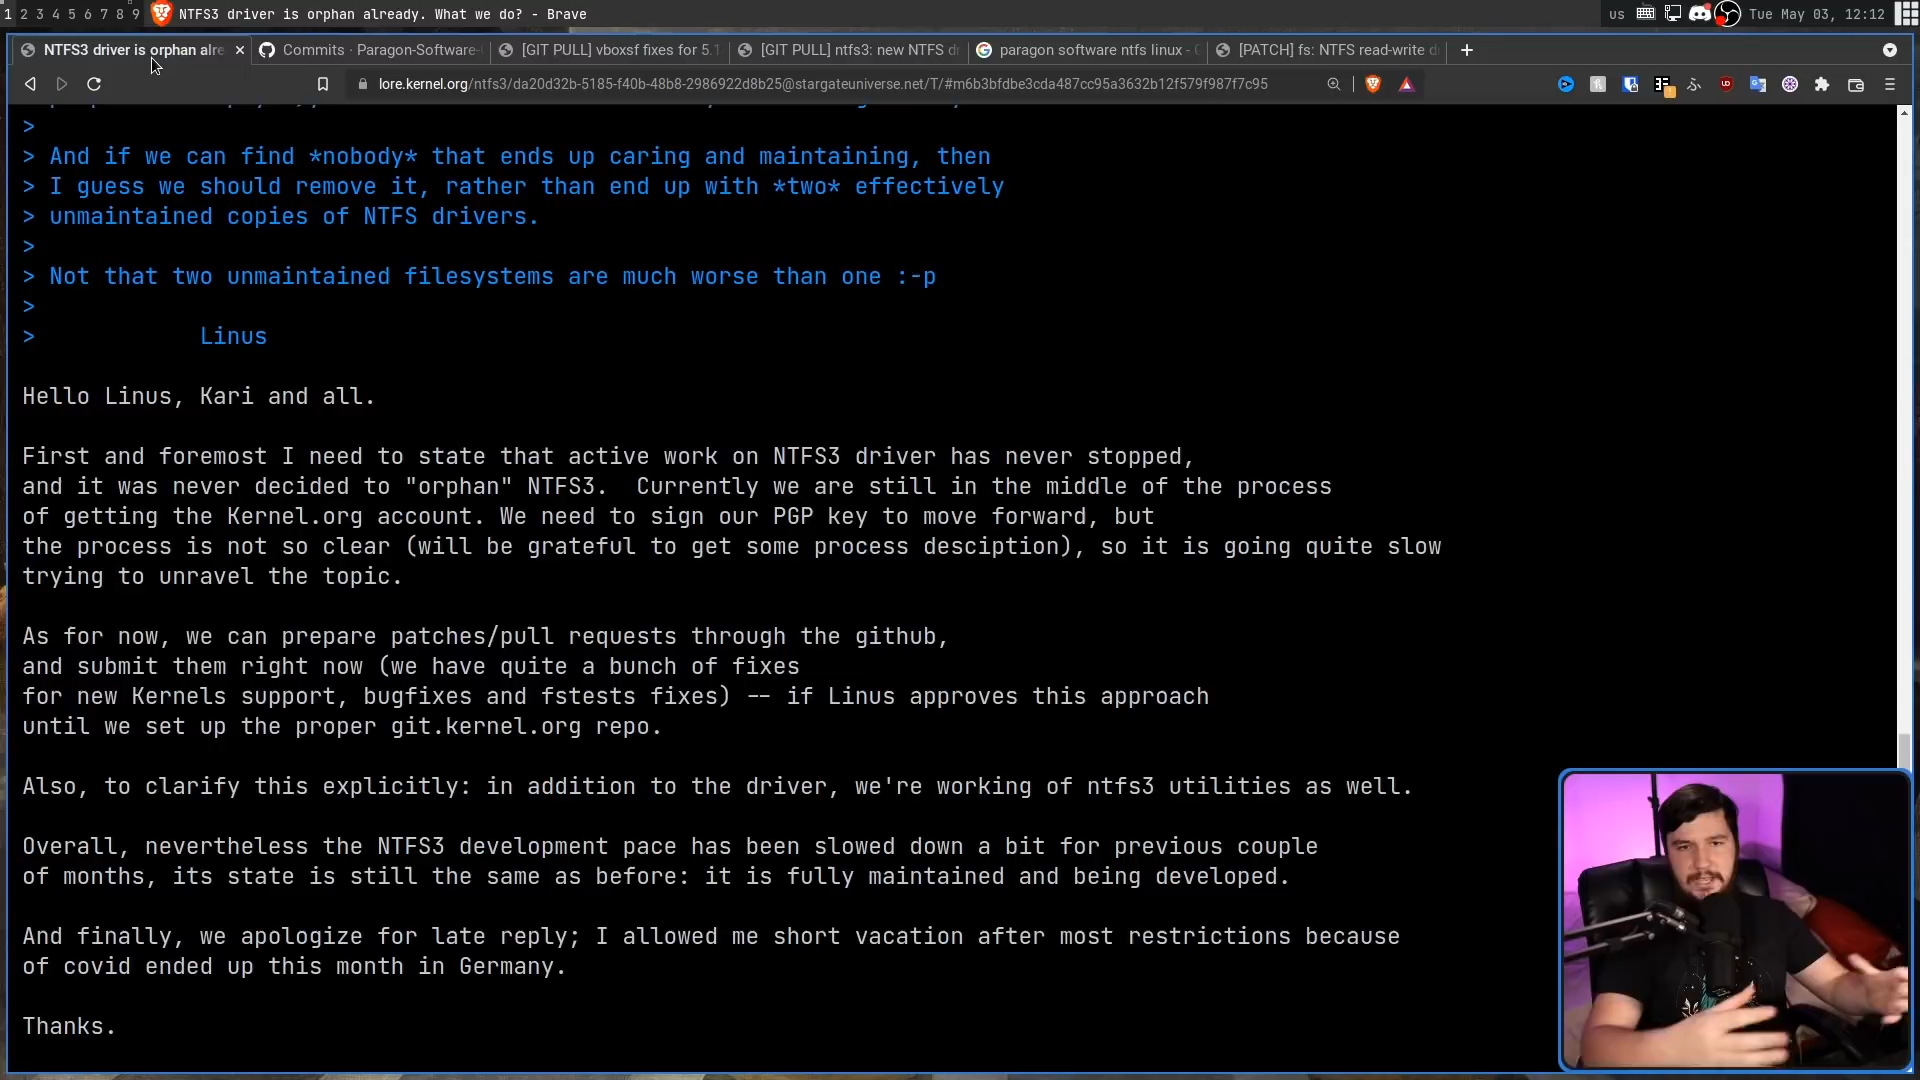 1 2 3 4 5 6 7 8 9 NTFS3 driver is orphan already. What we do? - Brave us Tue May 03, 12:12
NTFS3 driver is orphan alre Commits · Paragon-Software- [GIT PULL] vboxsf fixes for 5.1 [GIT PULL] ntfs3: new NTFS dr paragon software ntfs linux - G [PATCH] fs: NTFS read-write dr
lore.kernel.org/ntfs3/da20d32b-5185-f40b-48b8-2986922d8b25@stargateuniverse.net/T/#m6b3bfdbe3cda487cc95a3632b12f579f987f7c95
>
> And if we can find *nobody* that ends up caring and maintaining, then
> I guess we should remove it, rather than end up with *two* effectively
> unmaintained copies of NTFS drivers.
>
> Not that two unmaintained filesystems are much worse than one :-p
>
> Linus
Hello Linus, Kari and all.
First and foremost I need to state that active work on NTFS3 driver has never stopped,
and it was never decided to "orphan" NTFS3. Currently we are still in the middle of the process
of getting the Kernel.org account. We need to sign our PGP key to move forward, but
the process is not so clear (will be grateful to get some process desciption), so it is going quite slow
trying to unravel the topic.
As for now, we can prepare patches/pull requests through the github,
and submit them right now (we have quite a bunch of fixes
for new Kernels support, bugfixes and fstests fixes) -- if Linus approves this approach
until we set up the proper git.kernel.org repo.
Also, to clarify this explicitly: in addition to the driver, we're working of ntfs3 utilities as well.
Overall, nevertheless the NTFS3 development pace has been slowed down a bit for previous couple
of months, its state is still the same as before: it is fully maintained and being developed.
And finally, we apologize for late reply; I allowed me short vacation after most restrictions because
of covid ended up this month in Germany.
Thanks.